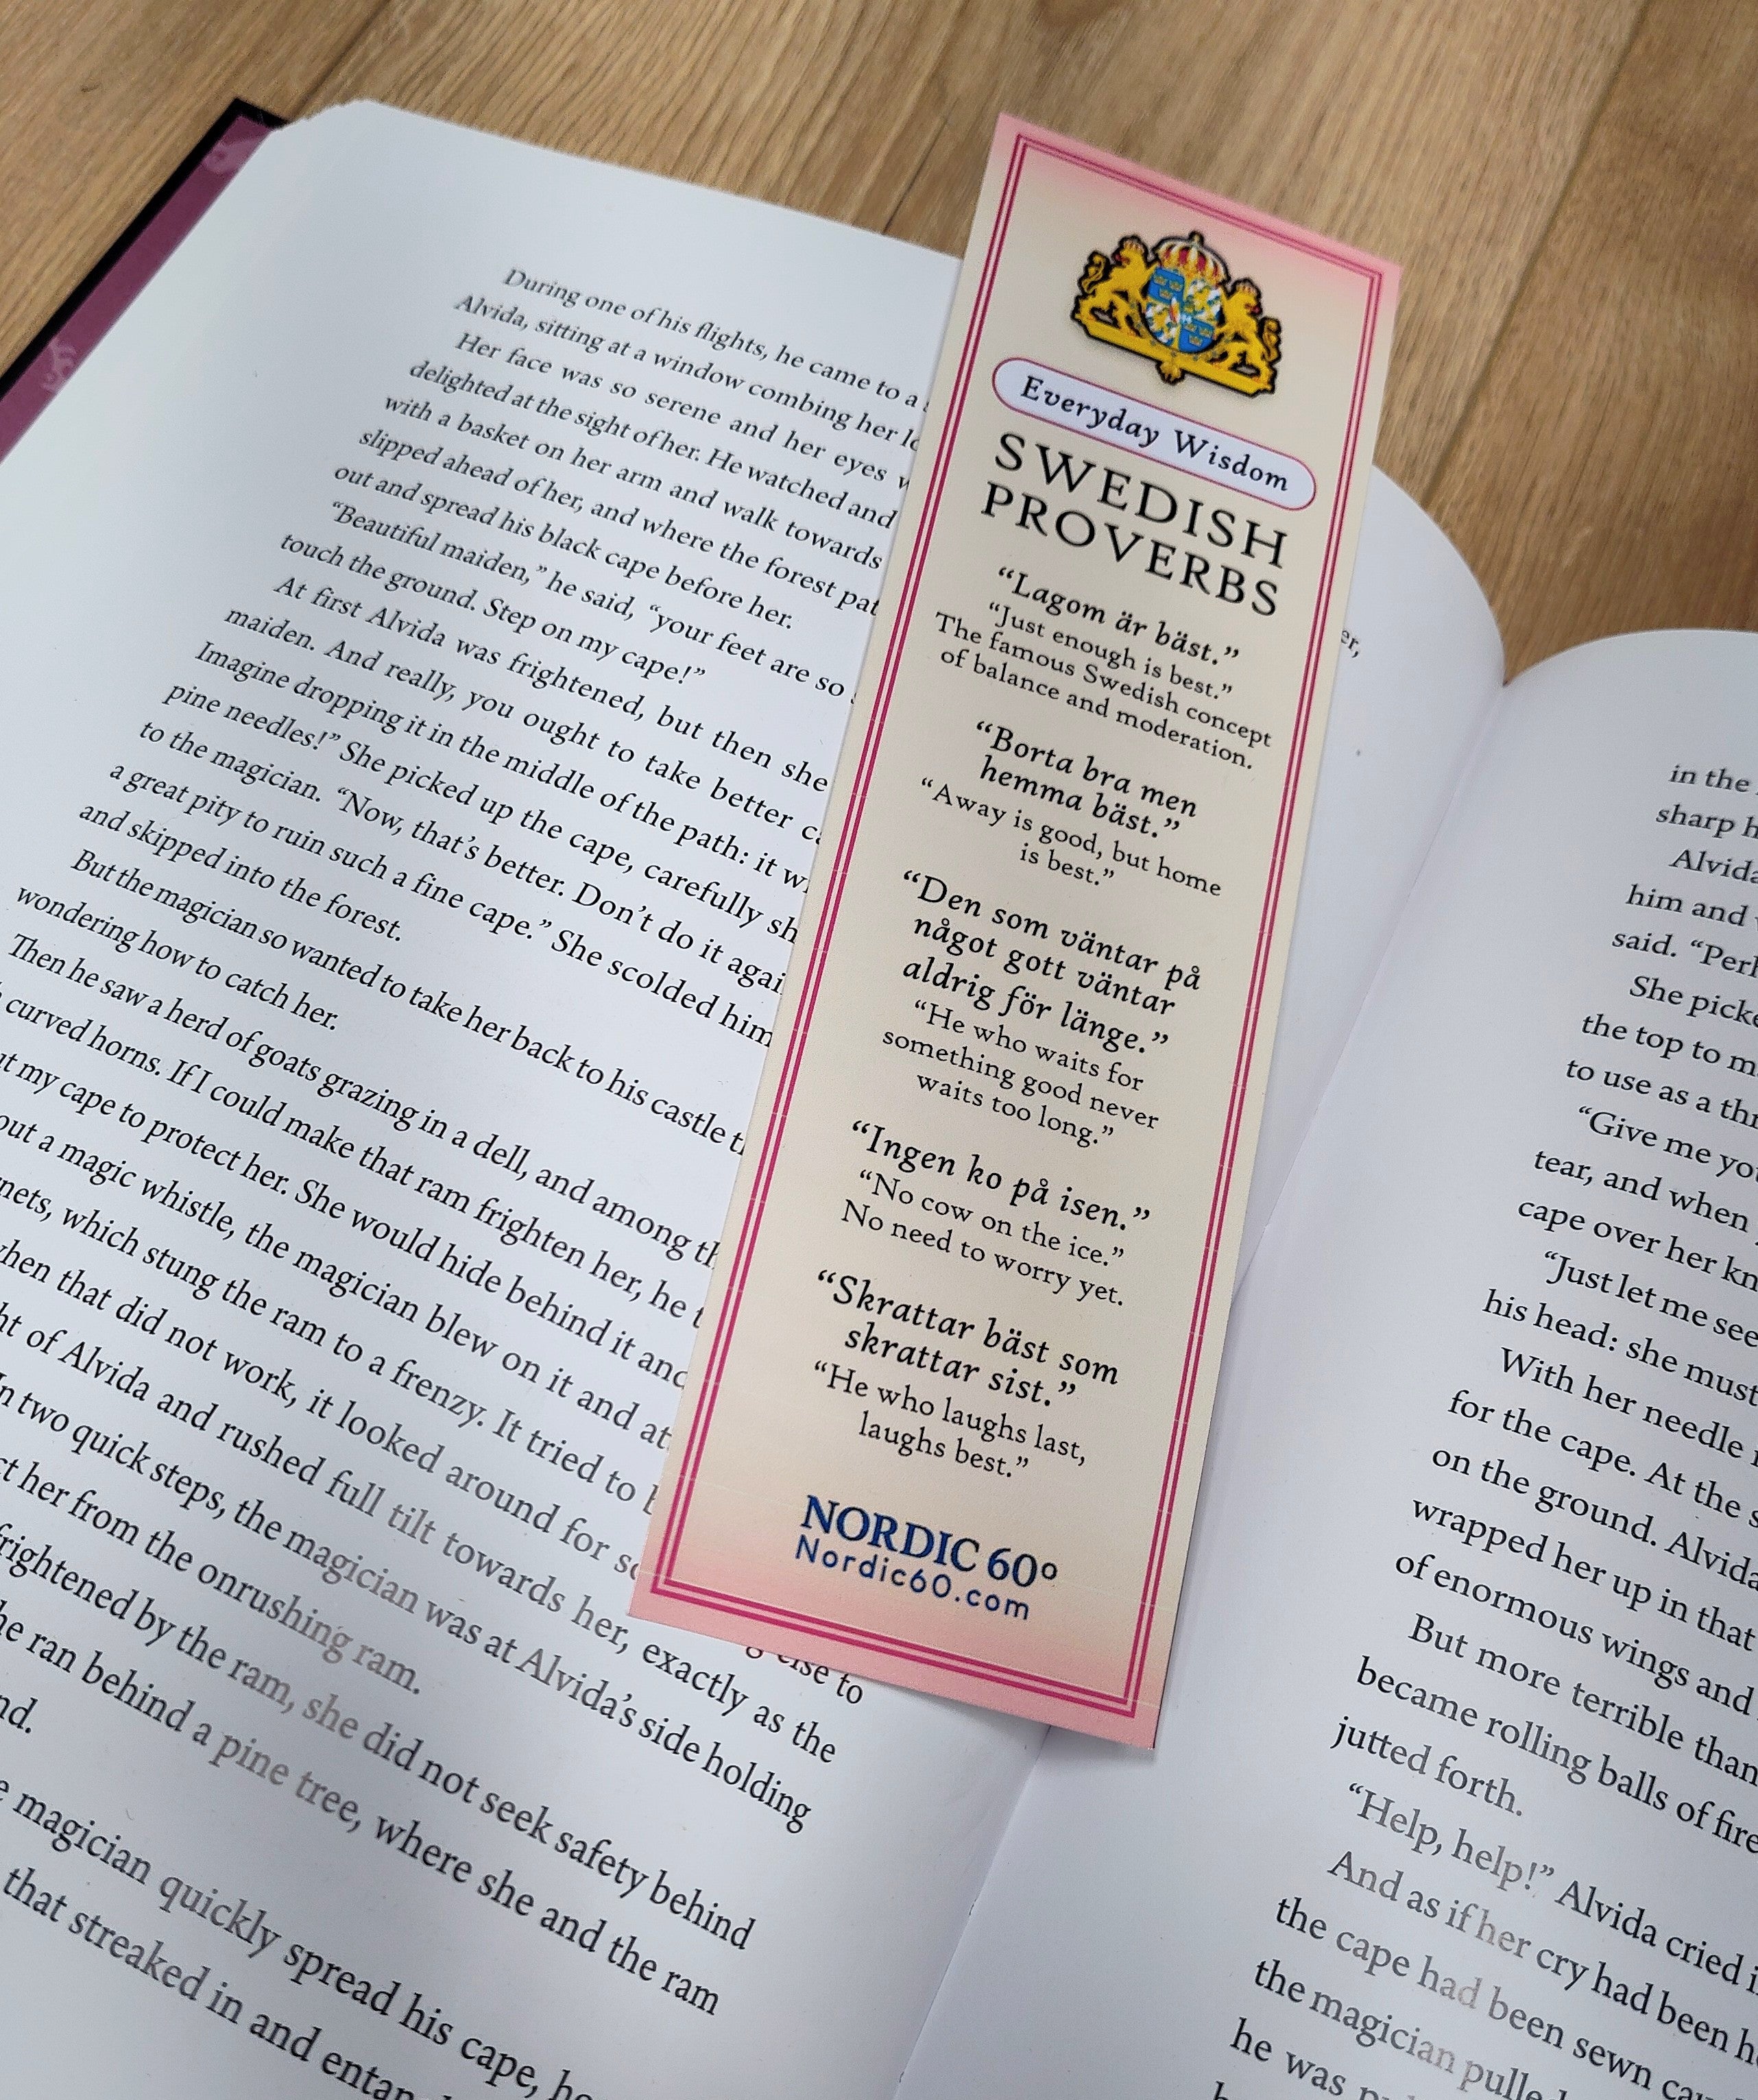 During one of his flights, he came to a
Alvida, sitting at a window combing her
Her face was so serene and her eyes
delighted at the sight of her. He watched and
with a basket on her arm and walk towards
slipped ahead of her, and where the forest
out and spread his black cape before her.
“Beautiful maiden,” he said, “your feet are so
touch the ground. Step on my cape!”
At first Alvida was frightened, but then she
maiden. And really, you ought to take better
Imagine dropping it in the middle of the path: it
pine needles!” She picked up the cape, carefully
to the magician. “Now, that’s better. Don’t do it
a great pity to ruin such a fine cape.” She scolded him
and skipped into the forest.
But the magician so wanted to take her back to his castle
wondering how to catch her.
Then he saw a herd of goats grazing in a dell, and among
curved horns. If I could make that ram frighten her, he
my cape to protect her. She would hide behind it
out a magic whistle, the magician blew on it and
which stung the ram to a frenzy. It tried to
when that did not work, it looked around for
of Alvida and rushed full tilt towards her, exactly as the
In two quick steps, the magician was at Alvida’s side holding
her from the onrushing ram.
frightened by the ram, she did not seek safety behind
ran behind a pine tree, where she and the ram
magician quickly spread his cape,
that streaked in and
else to
Everyday Wisdom
SWEDISH
PROVERBS
“Lagom är bäst.”
“Just enough is best.”
The famous Swedish concept
of balance and moderation.
“Borta bra men
hemma bäst.”
“Away is good, but home
is best.”
“Den som väntar på
något gott väntar
aldrig för länge.”
“He who waits for
something good never
waits too long.”
“Ingen ko på isen.”
“No cow on the ice.”
No need to worry yet.
“Skrattar bäst som
skrattar sist.”
“He who laughs last,
laughs best.”
NORDIC 60°
Nordic60.com
in the
sharp
Alvida
him and
said.
She
the top to
to use as a
“Give me
tear, and when
cape over her
“Just let me see
his head: she must
With her needle
for the cape. At the
on the ground. Alvida
wrapped her up in that
of enormous wings and
But more terrible than
became rolling balls of fire
jutted forth.
“Help, help!” Alvida cried
And as if her cry had been
the cape had been sewn
the magician
he was